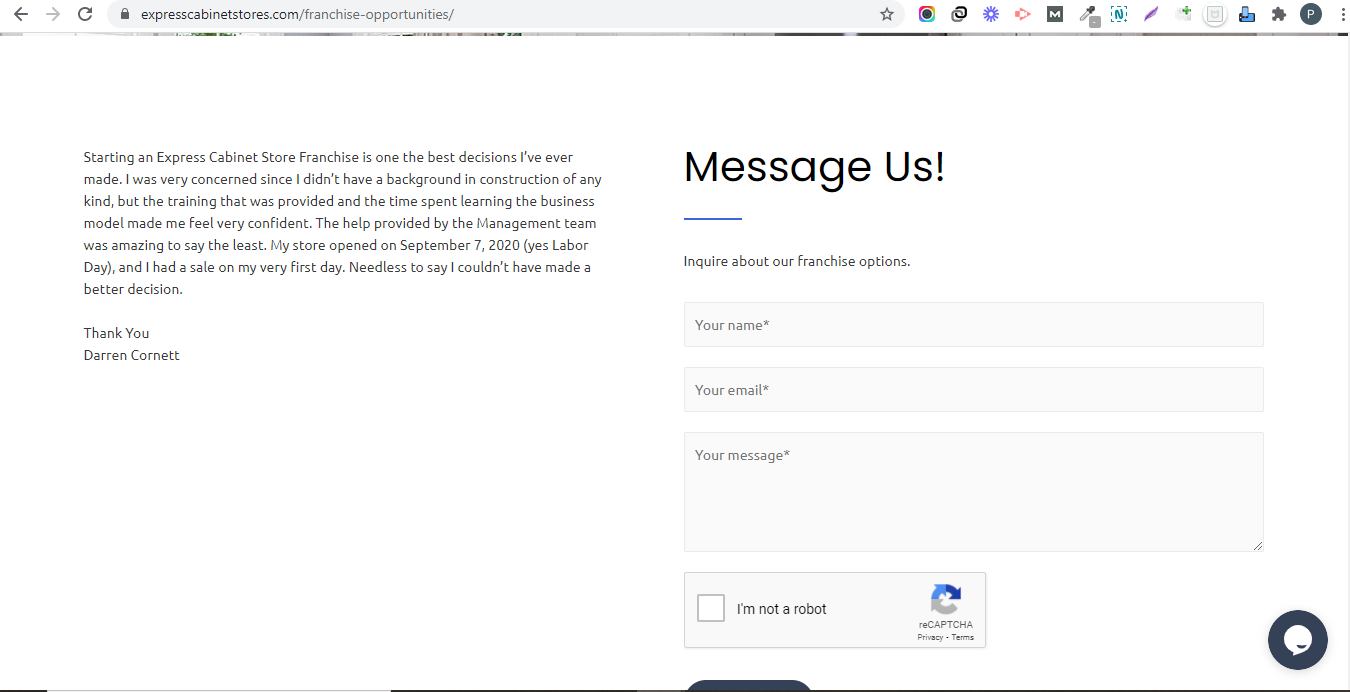 expresscabinetstores.com/franchise-opportunities/
M
N
P
Starting an Express Cabinet Store Franchise is one the best decisions I’ve ever
made. I was very concerned since I didn’t have a background in construction of any
kind, but the training that was provided and the time spent learning the business
model made me feel very confident. The help provided by the Management team
was amazing to say the least. My store opened on September 7, 2020 (yes Labor
Day), and I had a sale on my very first day. Needless to say I couldn’t have made a
better decision.
Thank You
Darren Cornett
Message Us!
Inquire about our franchise options.
Your name*
Your email*
Your message*
I'm not a robot
reCAPTCHA
Privacy - Terms